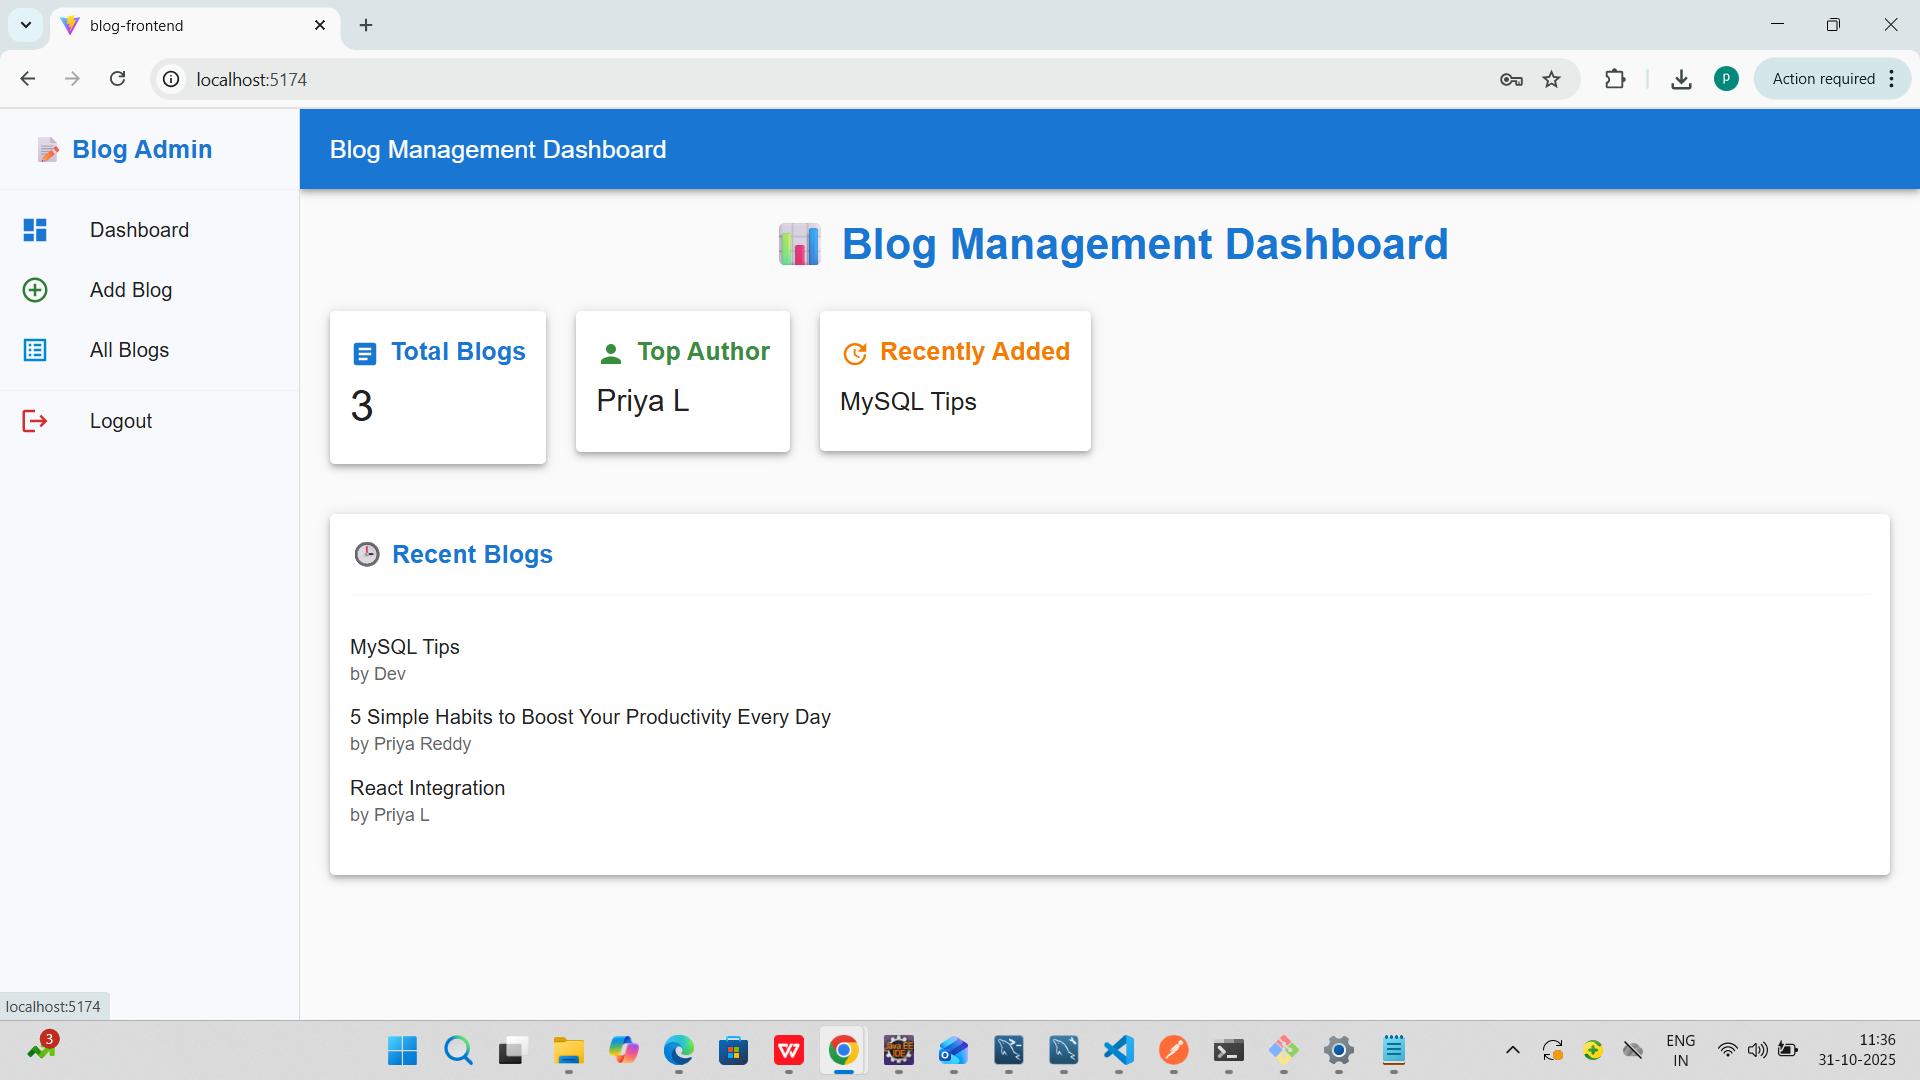 blog-frontend
localhost:5174
P
Action required
Blog Admin
Blog Management Dashboard
Dashboard
Add Blog
All Blogs
Logout
Blog Management Dashboard
Total Blogs
3
Top Author
Priya L
Recently Added
MySQL Tips
Recent Blogs
MySQL Tips
by Dev
5 Simple Habits to Boost Your Productivity Every Day
by Priya Reddy
React Integration
by Priya L
localhost:5174
3
W
Java EE
IDE
ENG
IN
11:36
31-10-2025